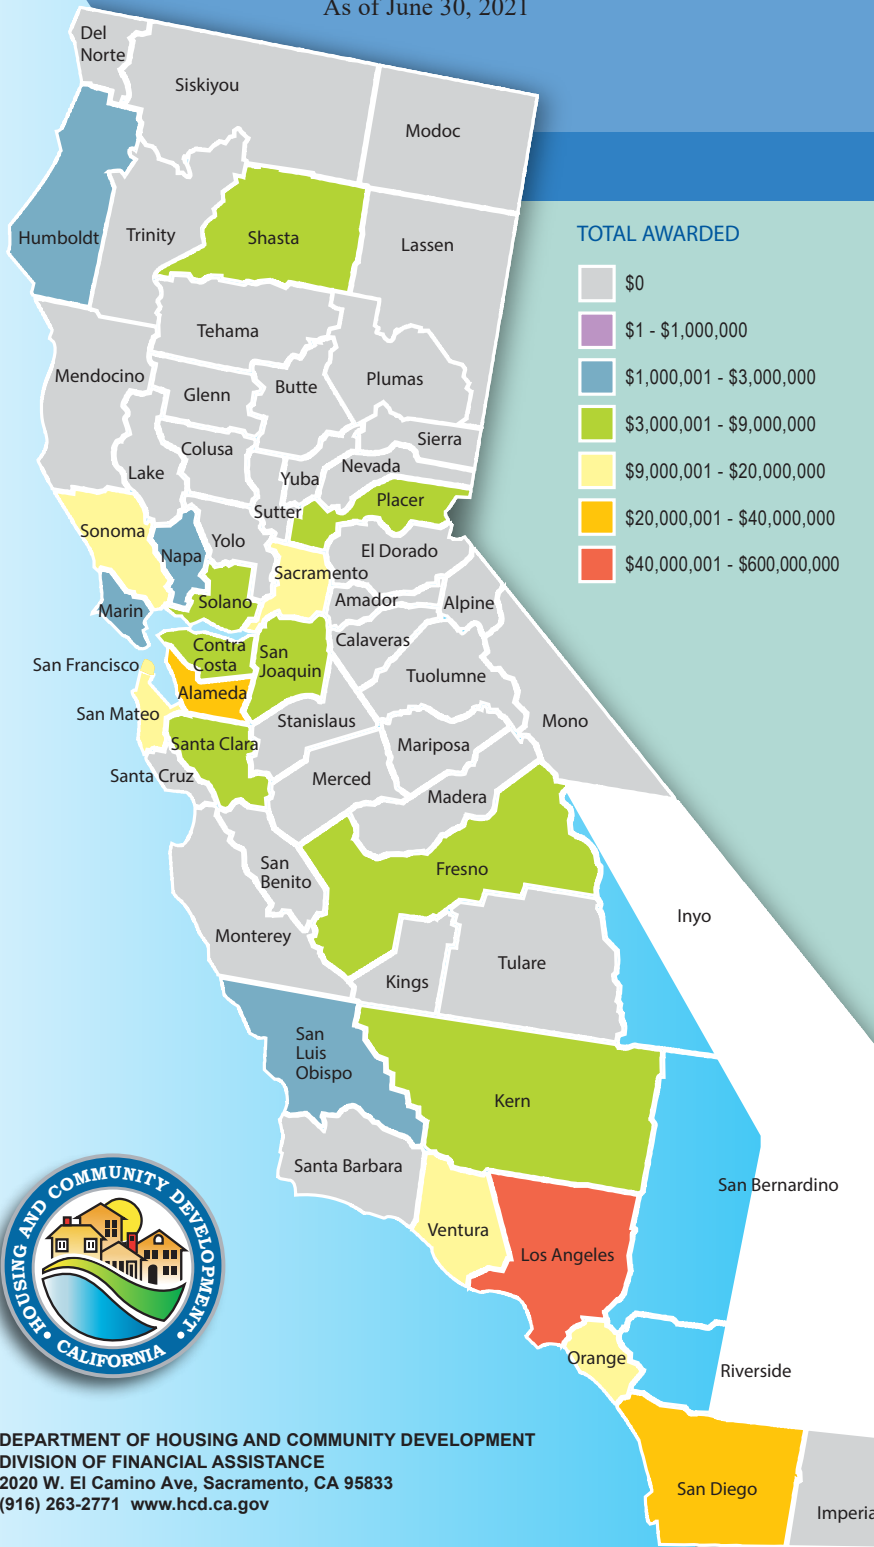 As of June 30, 2021
Del
Norte
Siskiyou
Modoc
Humboldt
Trinity
Shasta
Lassen
TOTAL AWARDED
$0
$1 - $1,000,000
$1,000,001 - $3,000,000
$3,000,001 - $9,000,000
$9,000,001 - $20,000,000
$20,000,001 - $40,000,000
$40,000,001 - $600,000,000
Tehama
Mendocino
Glenn
Butte
Plumas
Colusa
Sierra
Lake
Yuba
Nevada
Placer
Sutter
Sonoma
Napa
Yolo
El Dorado
Sacramento
Marin
Solano
Amador
Alpine
Contra
Costa
San
Joaquin
Calaveras
San Francisco
Alameda
Tuolumne
San Mateo
Stanislaus
Mono
Santa Clara
Mariposa
Santa Cruz
Merced
Madera
San
Benito
Fresno
Inyo
Monterey
Kings
Tulare
San
Luis
Obispo
Kern
Santa Barbara
San Bernardino
Ventura
Los Angeles
Orange
Riverside
San Diego
Imperia
HOUSING AND COMMUNITY DEVELOPMENT
• CALIFORNIA •
DEPARTMENT OF HOUSING AND COMMUNITY DEVELOPMENT
DIVISION OF FINANCIAL ASSISTANCE
2020 W. El Camino Ave, Sacramento, CA 95833
(916) 263-2771 www.hcd.ca.gov